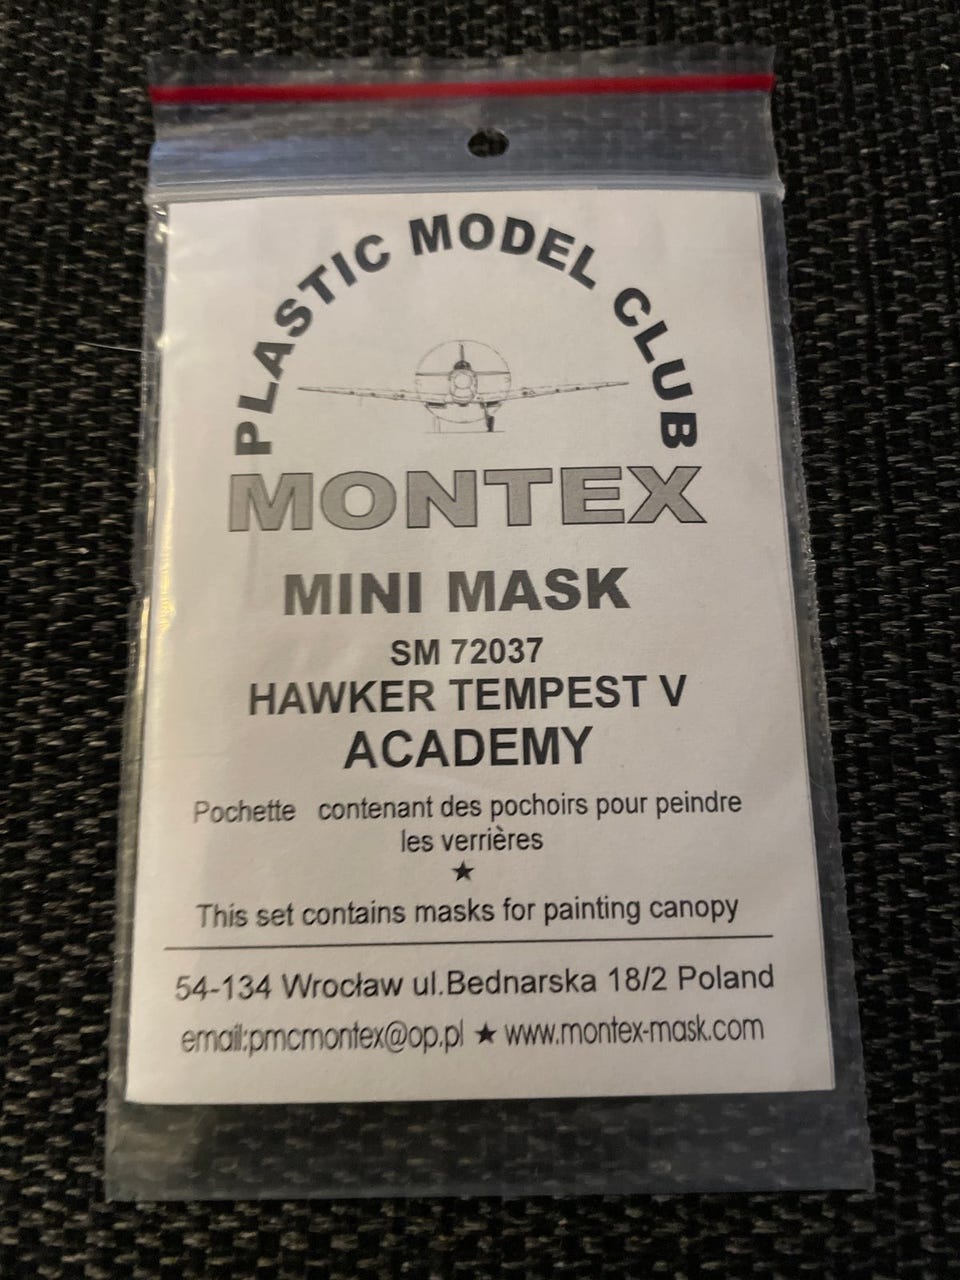 PLASTIC MODEL CLUB
MONTEX
MINI MASK
SM 72037
HAWKER TEMPEST V
ACADEMY
Pochette contenant des pochoirs pour peindre
les verrières
★
This set contains masks for painting canopy
54-134 Wrocław ul.Bednarska 18/2 Poland
email:pmcmontex@op.pl ★ www.montex-mask.com